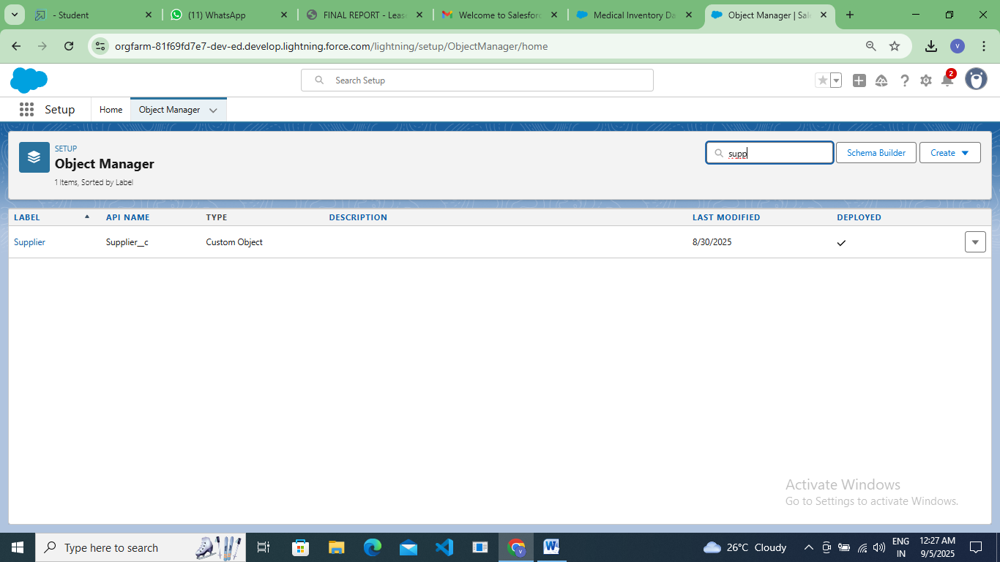 - Student
(11) WhatsApp
FINAL REPORT - Leas
Welcome to Salesforc
Medical Inventory Da
Object Manager | Sale
orgfarm-81f69fd7e7-dev-ed.develop.lightning.force.com/lightning/setup/ObjectManager/home
V
Search Setup
2
Setup
Home
Object Manager
SETUP
Object Manager
1 Items, Sorted by Label
supp
Schema Builder
Create
LABEL API NAME TYPE DESCRIPTION LAST MODIFIED DEPLOYED
Supplier Supplier__c Custom Object 8/30/2025
Activate Windows
Go to Settings to activate Windows.
Type here to search
26°C Cloudy
ENG
IN
12:27 AM
9/5/2025